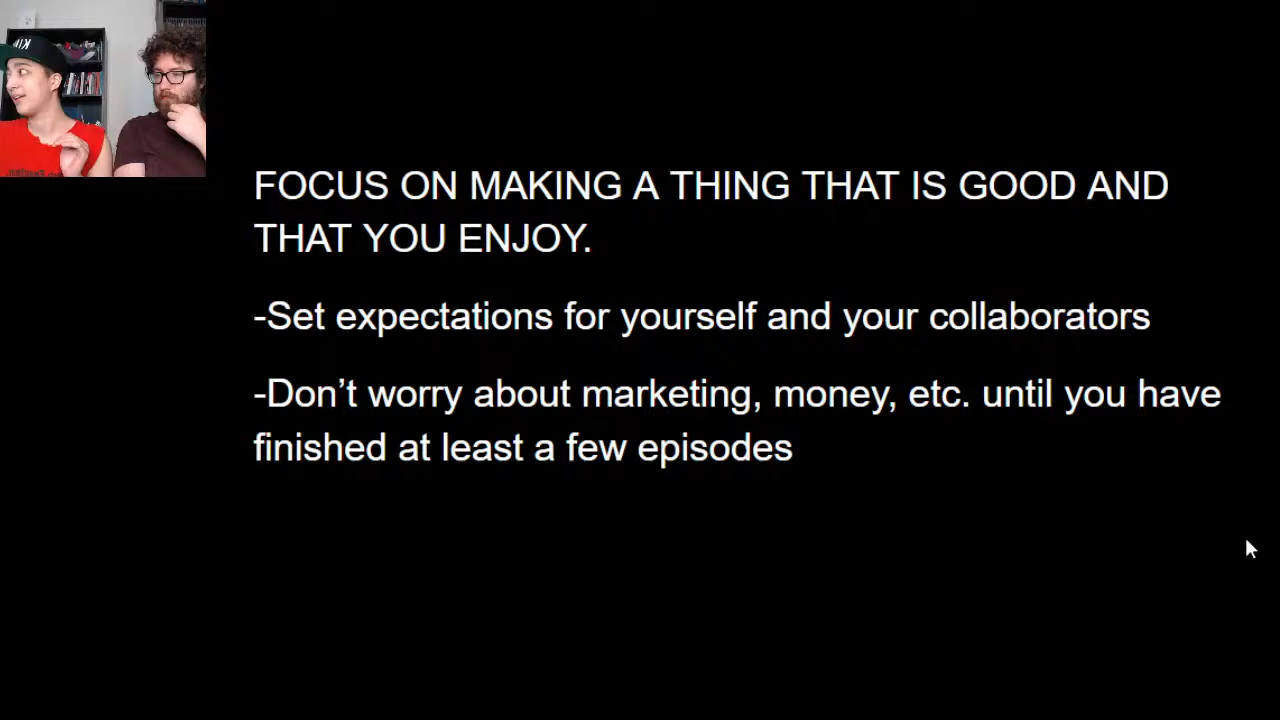 FOCUS ON MAKING A THING THAT IS GOOD AND
THAT YOU ENJOY.
-Set expectations for yourself and your collaborators
-Don’t worry about marketing, money, etc. until you have
finished at least a few episodes